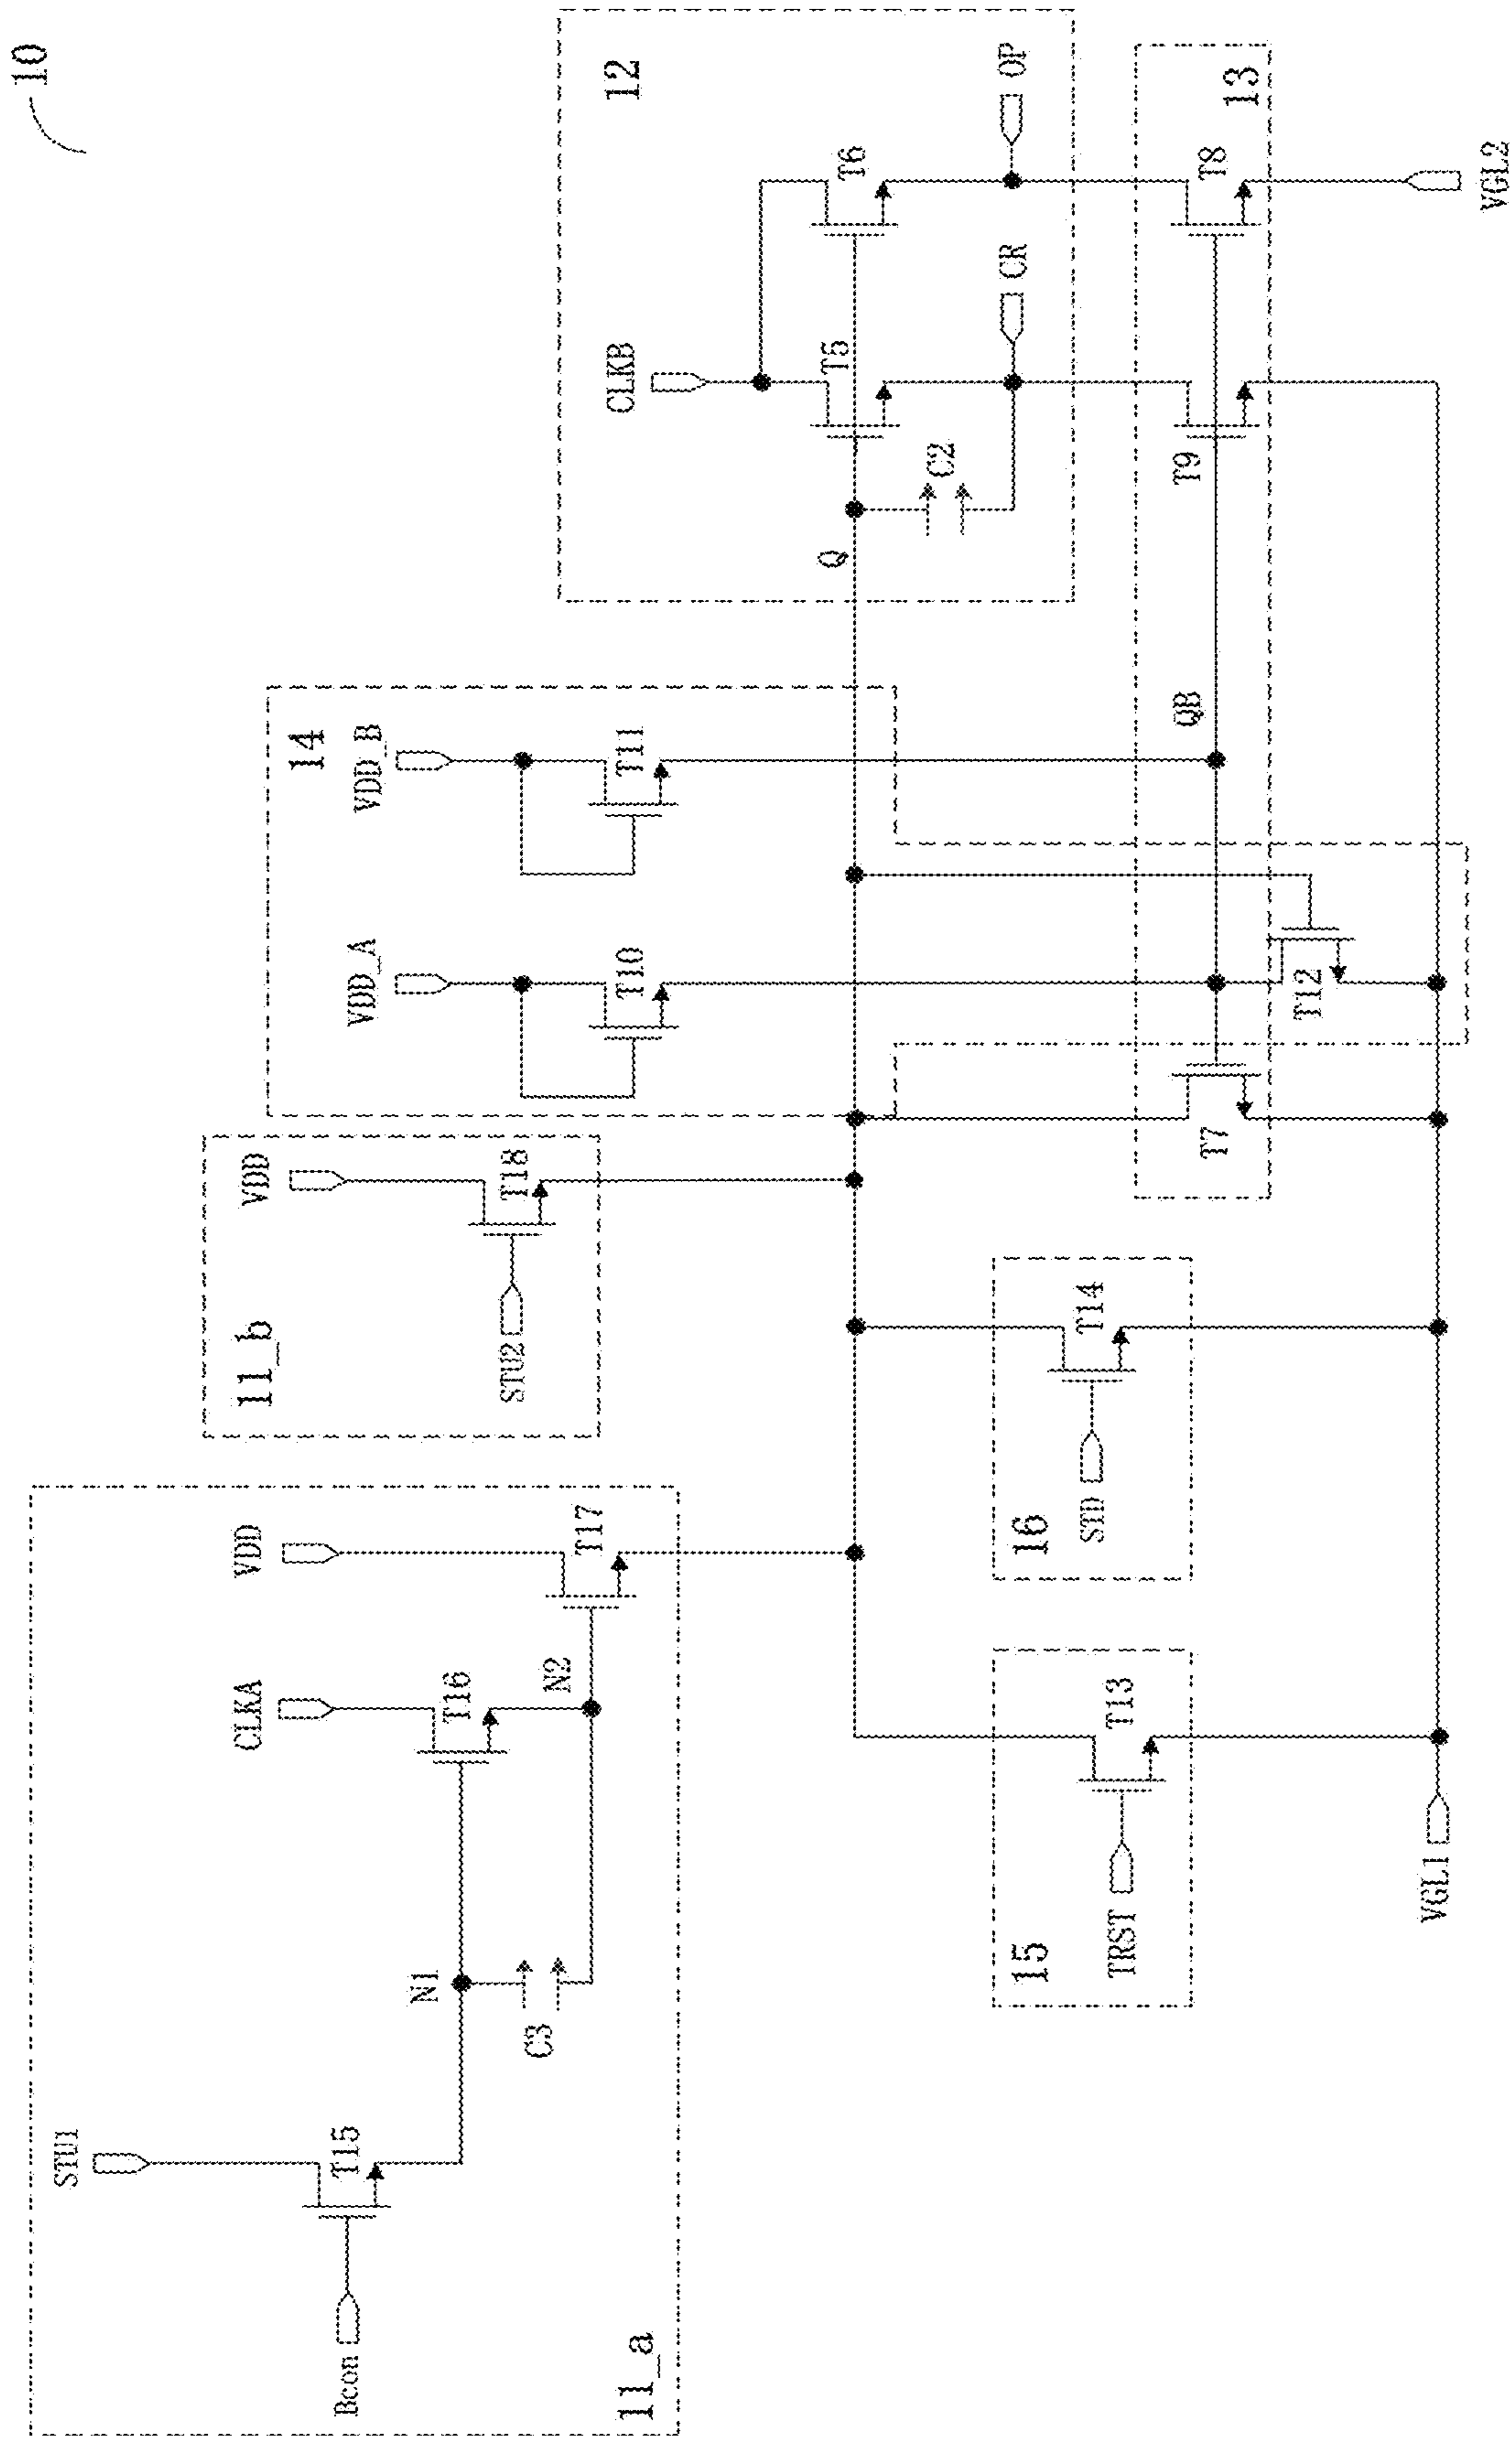 10
11_a
STU1
Bcon
T15
N1
C3
CLKA
T16
N2
VDD
T17
11_b
VDD
STU2
T18
14
VDD_A
T10
VDD_B
T11
12
CLKB
T5
T6
Q
C2
CR
OP
15
TRST
T13
16
STD
T14
T7
T12
QB
T9
T8
13
VGL1
VGL2